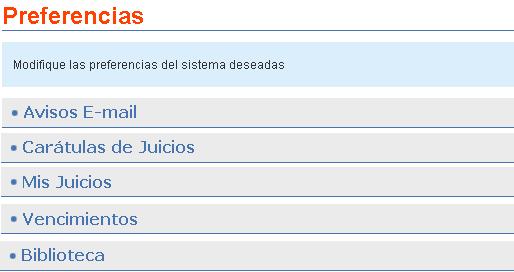 Preferencias
Modifique las preferencias del sistema deseadas
Avisos E-mail
Carátulas de Juicios
Mis Juicios
Vencimientos
Biblioteca